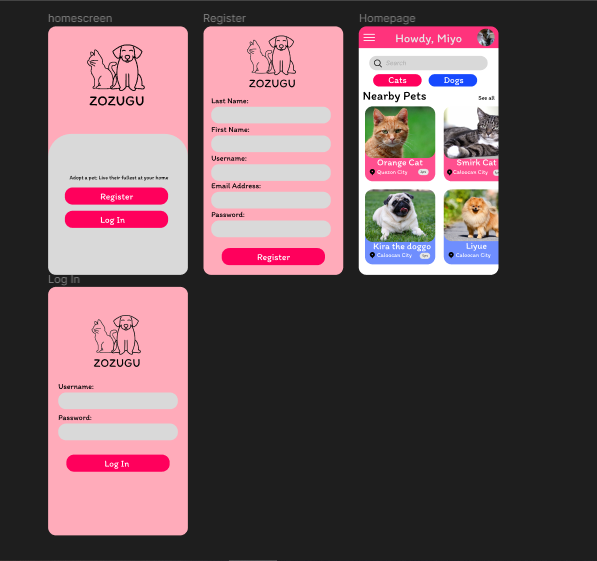 homescreen
ZOZUGU
Adopt a pet: Live their fullest at your home
Register
Log In
Register
ZOZUGU
Last Name:
First Name:
Username:
Email Address:
Password:
Register
Homepage
Howdy, Miyo
Search
Cats
Dogs
Nearby Pets
See all
Orange Cat
Quezon City
Smirk Cat
Caloocan City
Kira the doggo
Caloocan City
Liyue
Caloocan City
Log In
ZOZUGU
Username:
Password:
Log In